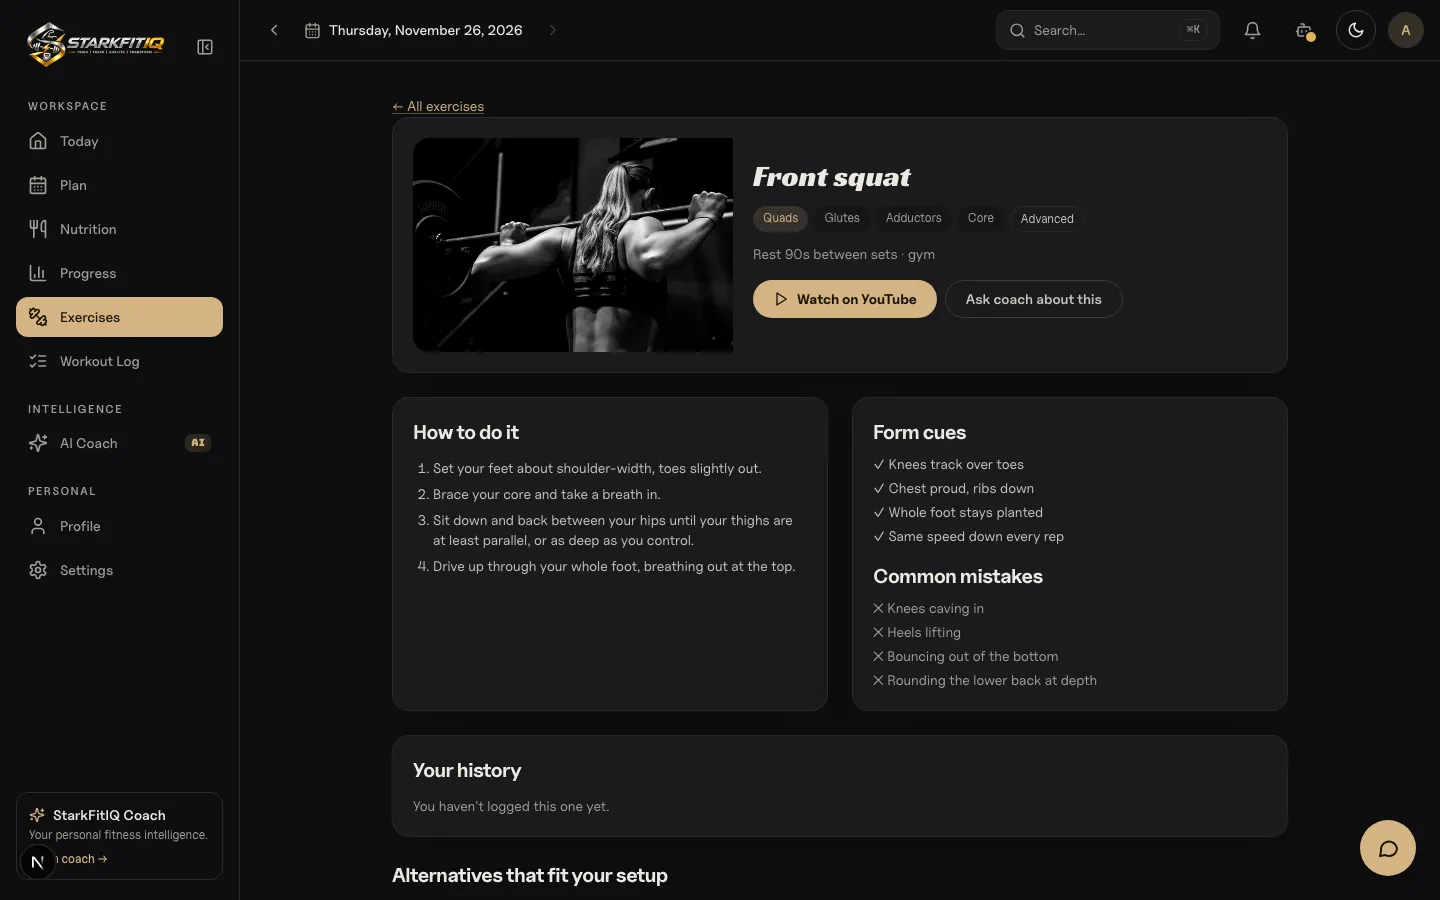 STARKFITIQ
WORKSPACE
Today
Plan
Nutrition
Progress
Exercises
Workout Log
INTELLIGENCE
AI Coach
AI
PERSONAL
Profile
Settings
StarkFitIQ Coach
Your personal fitness intelligence.
coach →
N
Thursday, November 26, 2026
Search...
⌘K
A
← All exercises
Front squat
Quads Glutes Adductors Core Advanced
Rest 90s between sets · gym
Watch on YouTube
Ask coach about this
How to do it
1. Set your feet about shoulder-width, toes slightly out.
2. Brace your core and take a breath in.
3. Sit down and back between your hips until your thighs are
at least parallel, or as deep as you control.
4. Drive up through your whole foot, breathing out at the top.
Form cues
✓ Knees track over toes
✓ Chest proud, ribs down
✓ Whole foot stays planted
✓ Same speed down every rep
Common mistakes
✕ Knees caving in
✕ Heels lifting
✕ Bouncing out of the bottom
✕ Rounding the lower back at depth
Your history
You haven't logged this one yet.
Alternatives that fit your setup